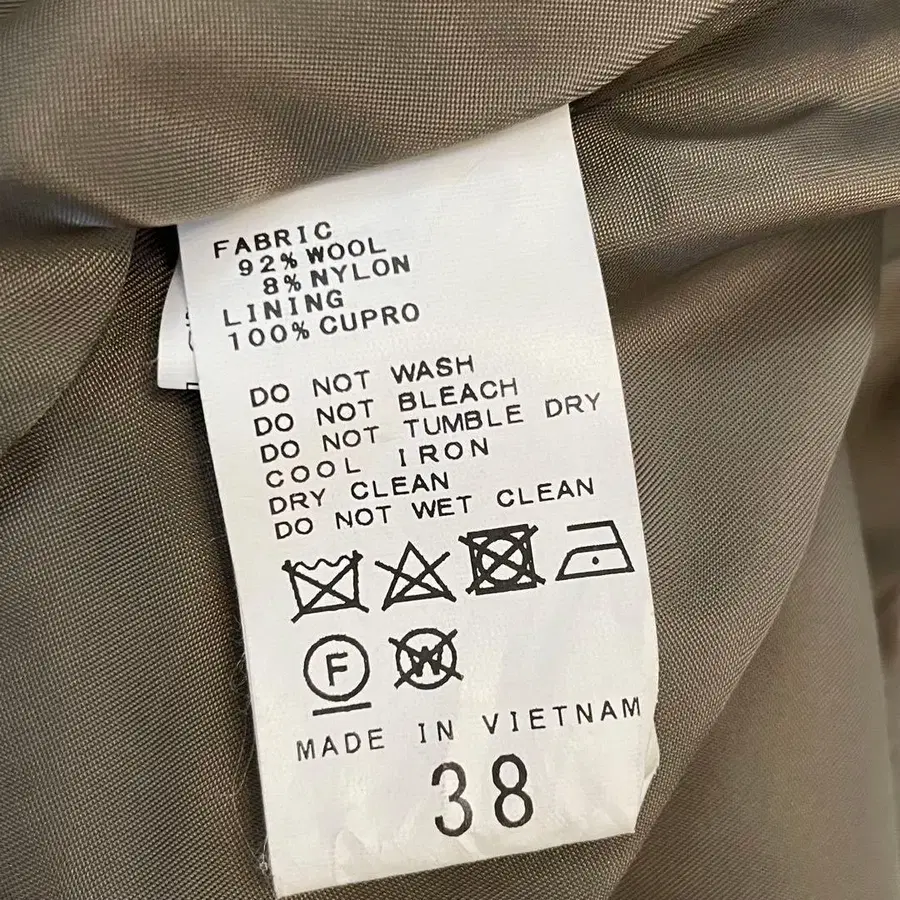 FABRIC
92% WOOL
8% NYLON
LINING
100% CUPRO
DO NOT WASH
DO NOT BLEACH
DO NOT TUMBLE DRY
COOL IRON
DRY CLEAN
DO NOT WET CLEAN
F W
MADE IN VIETNAM
38